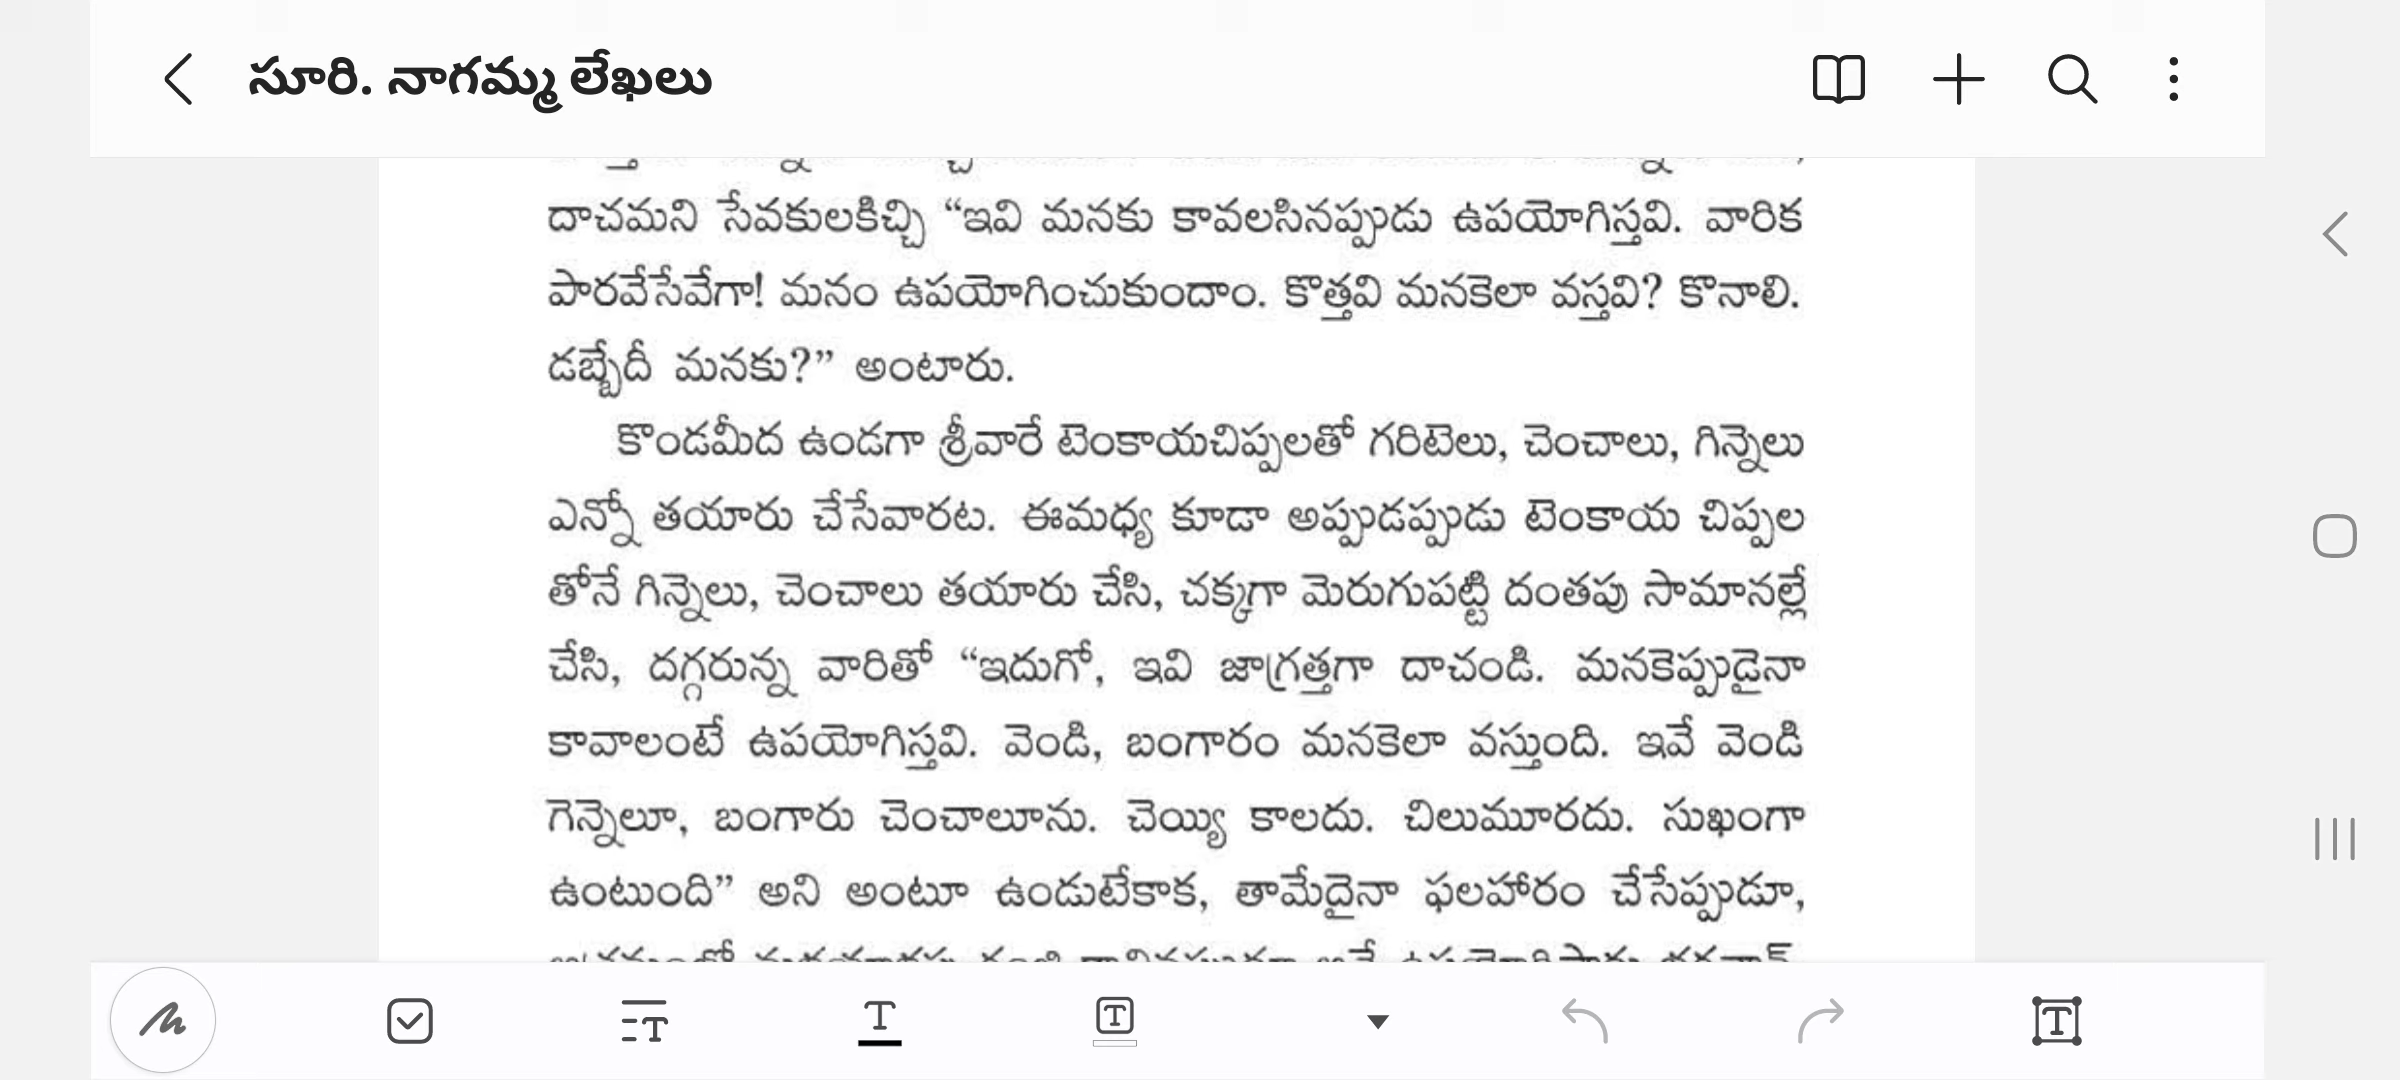 సూరి. నాగమ్మ లేఖలు
దాచమని సేవకులకిచ్చి “ఇవి మనకు కావలసినప్పుడు ఉపయోగిస్తవి. వారిక
పారవేసేవేగా! మనం ఉపయోగించుకుందాం. కొత్తవి మనకెలా వస్తవి? కొనాలి.
డబ్బేదీ మనకు?” అంటారు.
కొండమీద ఉండగా శ్రీవారే టెంకాయచిప్పలతో గరిటెలు, చెంచాలు, గిన్నెలు
ఎన్నో తయారు చేసేవారట. ఈమధ్య కూడా అప్పుడప్పుడు టెంకాయ చిప్పల
తోనే గిన్నెలు, చెంచాలు తయారు చేసి, చక్కగా మెరుగుపట్టి దంతపు సామానల్లే
చేసి, దగ్గరున్న వారితో “ఇదుగో, ఇవి జాగ్రత్తగా దాచండి. మనకెప్పుడైనా
కావాలంటే ఉపయోగిస్తవి. వెండి, బంగారం మనకెలా వస్తుంది. ఇవే వెండి
గెన్నెలూ, బంగారు చెంచాలూను. చెయ్యి కాలదు. చిలుమూరదు. సుఖంగా
ఉంటుంది” అని అంటూ ఉండుటేకాక, తామేదైనా ఫలహారం చేసేప్పుడూ,